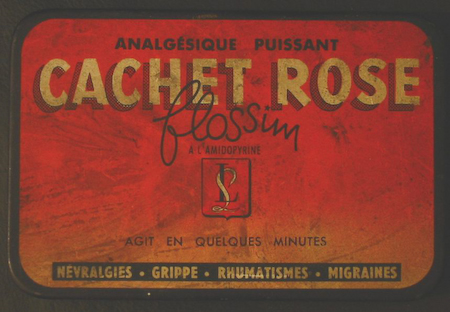 ANALGÉSIQUE PUISSANT
CACHET ROSE
flossim
A L'AMIDOPYRINE
AGIT EN QUELQUES MINUTES
NÉVRALGIES · GRIPPE · RHUMATISMES · MIGRAINES